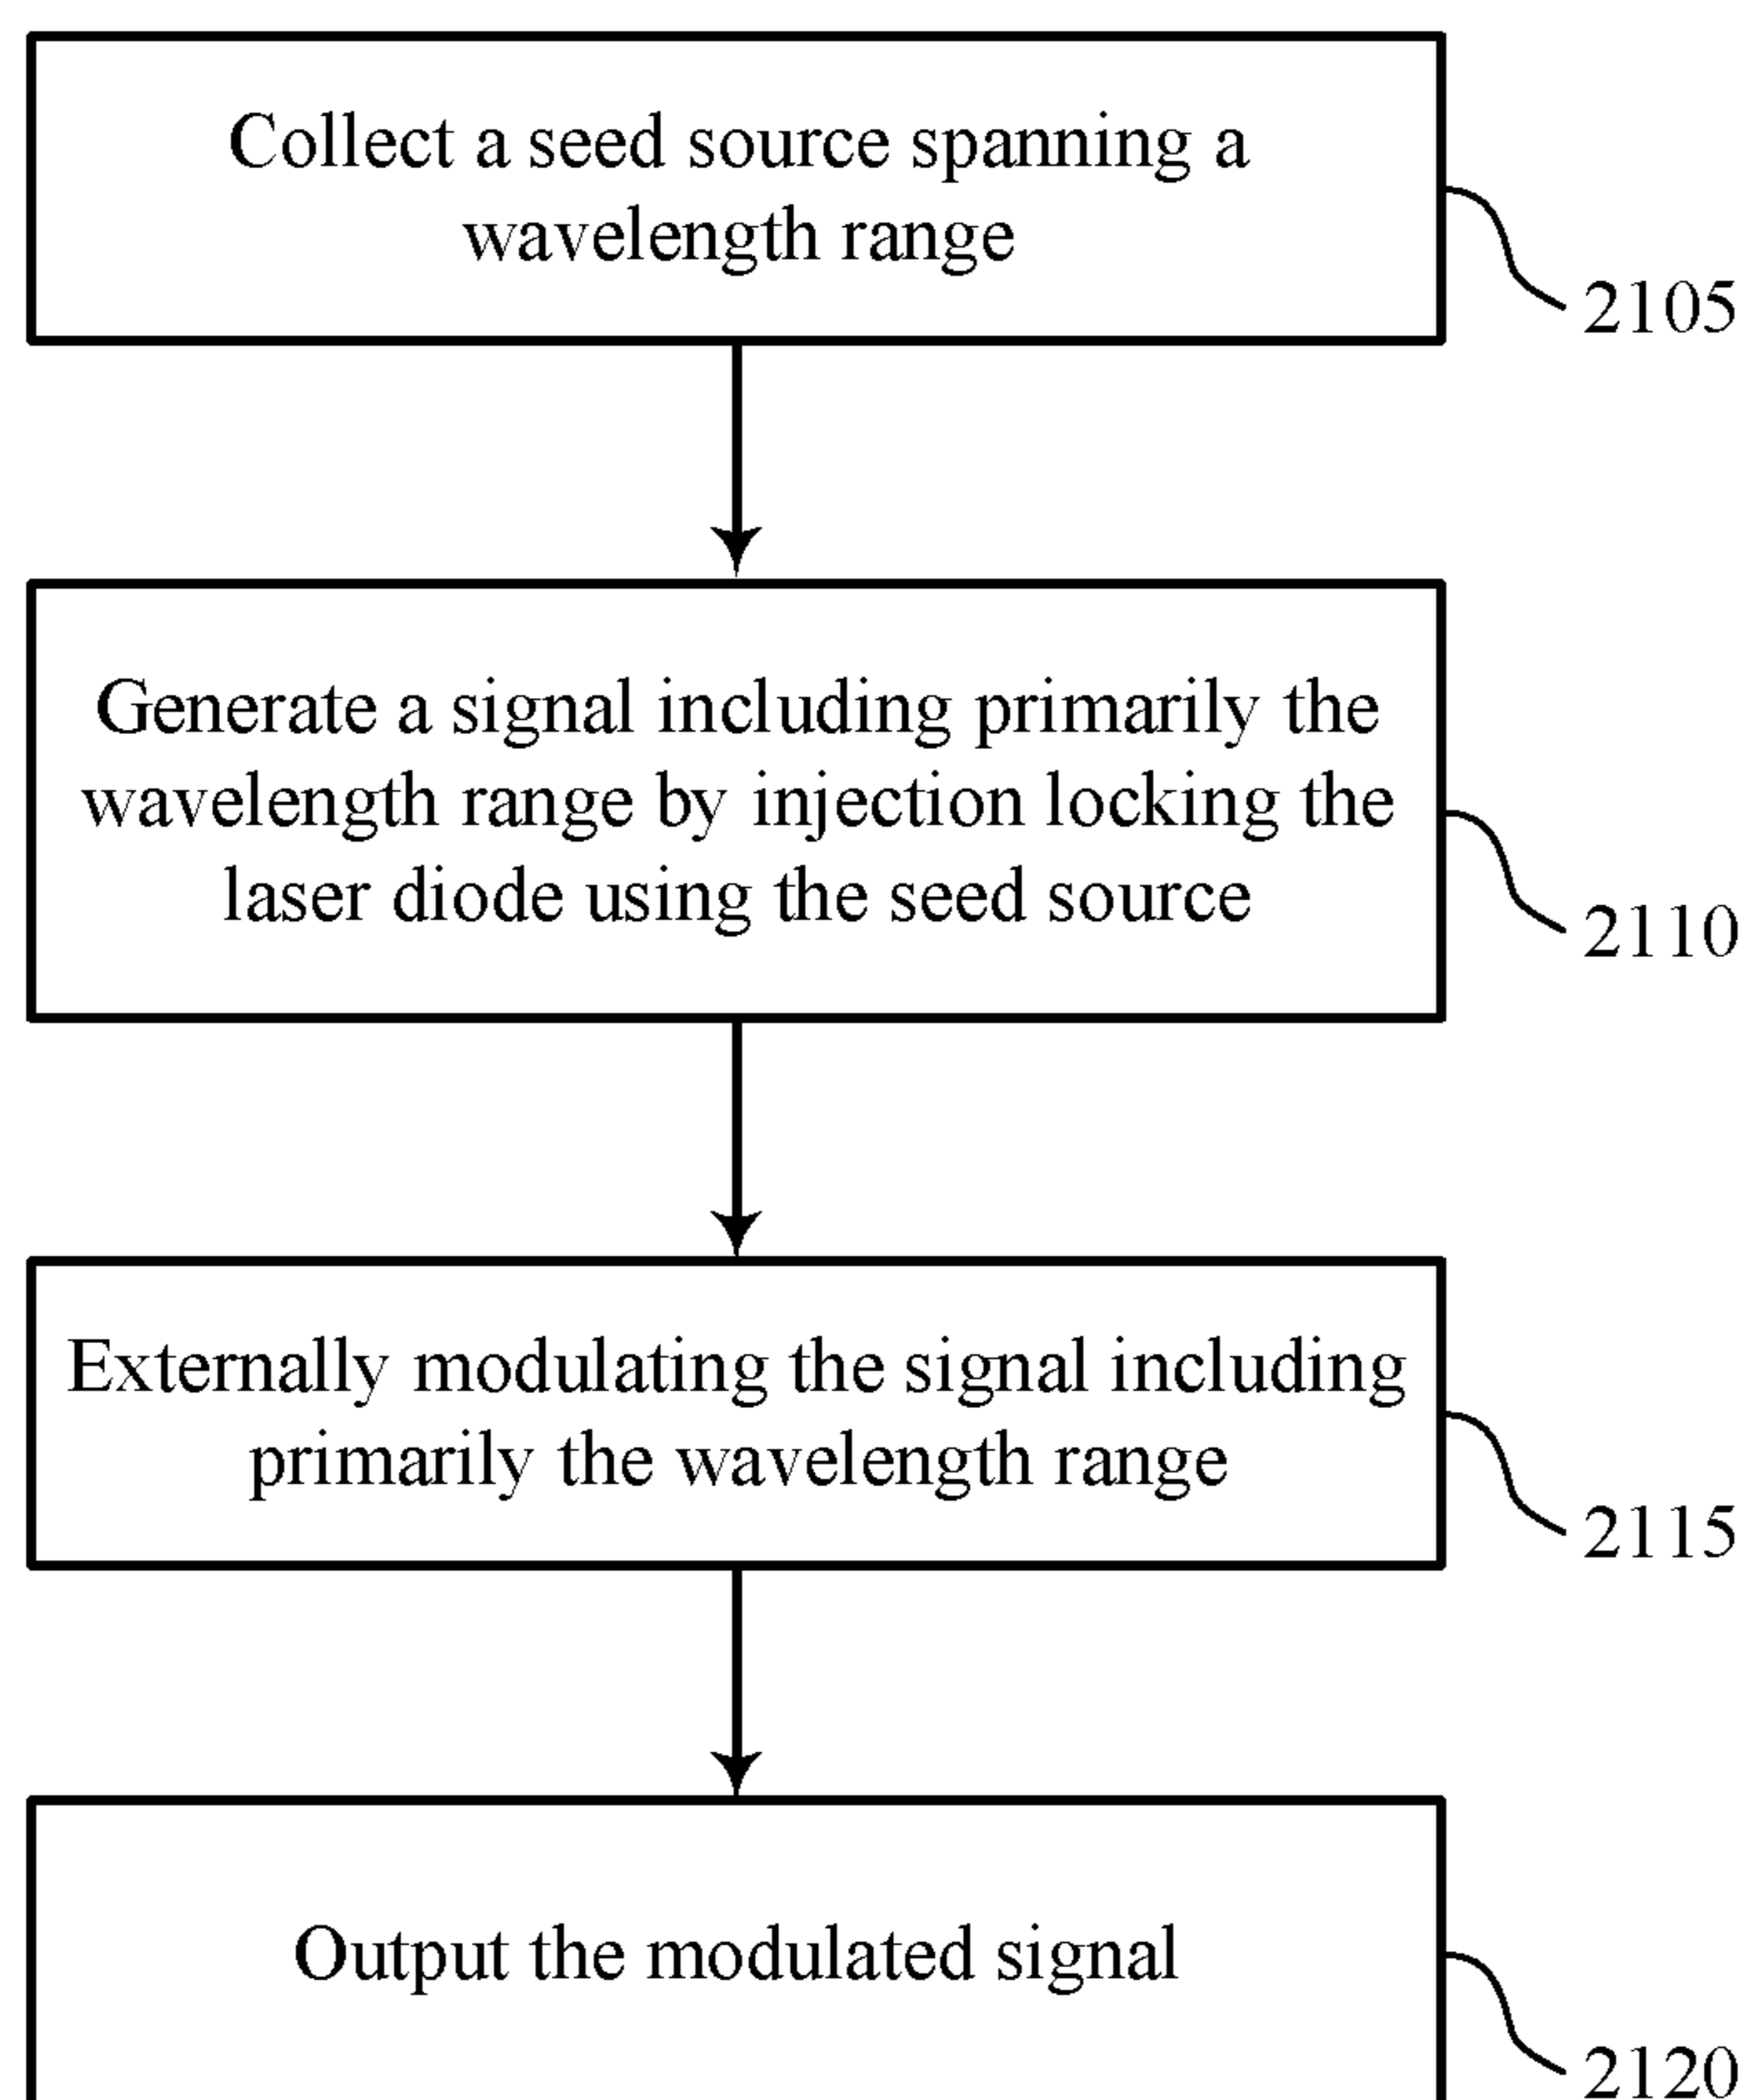 Collect a seed source spanning a
wavelength range
2105
Generate a signal including primarily the
wavelength range by injection locking the
laser diode using the seed source
2110
Externally modulating the signal including
primarily the wavelength range
2115
Output the modulated signal
2120